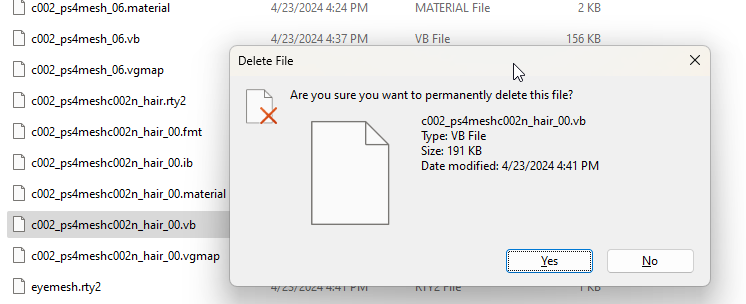 c002_ps4mesh_06.material 4/23/2024 4:24 PM MATERIAL File 2 KB
c002_ps4mesh_06.vb 4/23/2024 4:37 PM VB File 156 KB
c002_ps4mesh_06.vgmap
c002_ps4meshc002n_hair.rty2
c002_ps4meshc002n_hair_00.fmt
c002_ps4meshc002n_hair_00.ib
c002_ps4meshc002n_hair_00.material
c002_ps4meshc002n_hair_00.vb
c002_ps4meshc002n_hair_00.vgmap
eyemesh.rty2 4/23/2024 4:41 PM RTY2 File 1 KB
Delete File
Are you sure you want to permanently delete this file?
c002_ps4meshc002n_hair_00.vb
Type: VB File
Size: 191 KB
Date modified: 4/23/2024 4:41 PM
Yes No